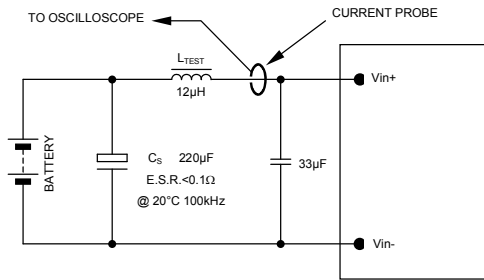 TO OSCILLOSCOPE
CURRENT PROBE
LTEST
12µH
Vin+
BATTERY
CS 220µF
E.S.R.<0.1Ω
@ 20°C 100kHz
33µF
Vin-